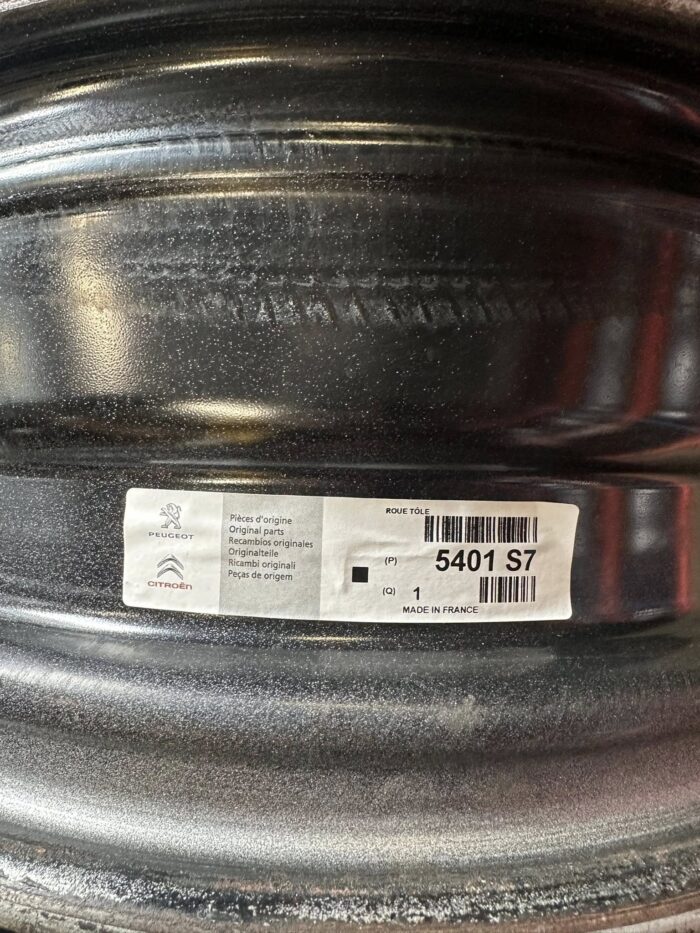 PEUGEOT
CITROËN
Pièces d'origine
Original parts
Recambios originales
Originalteile
Ricambi originali
Peças de origem
ROUE TÔLE
(P) 5401 S7
(Q) 1
MADE IN FRANCE